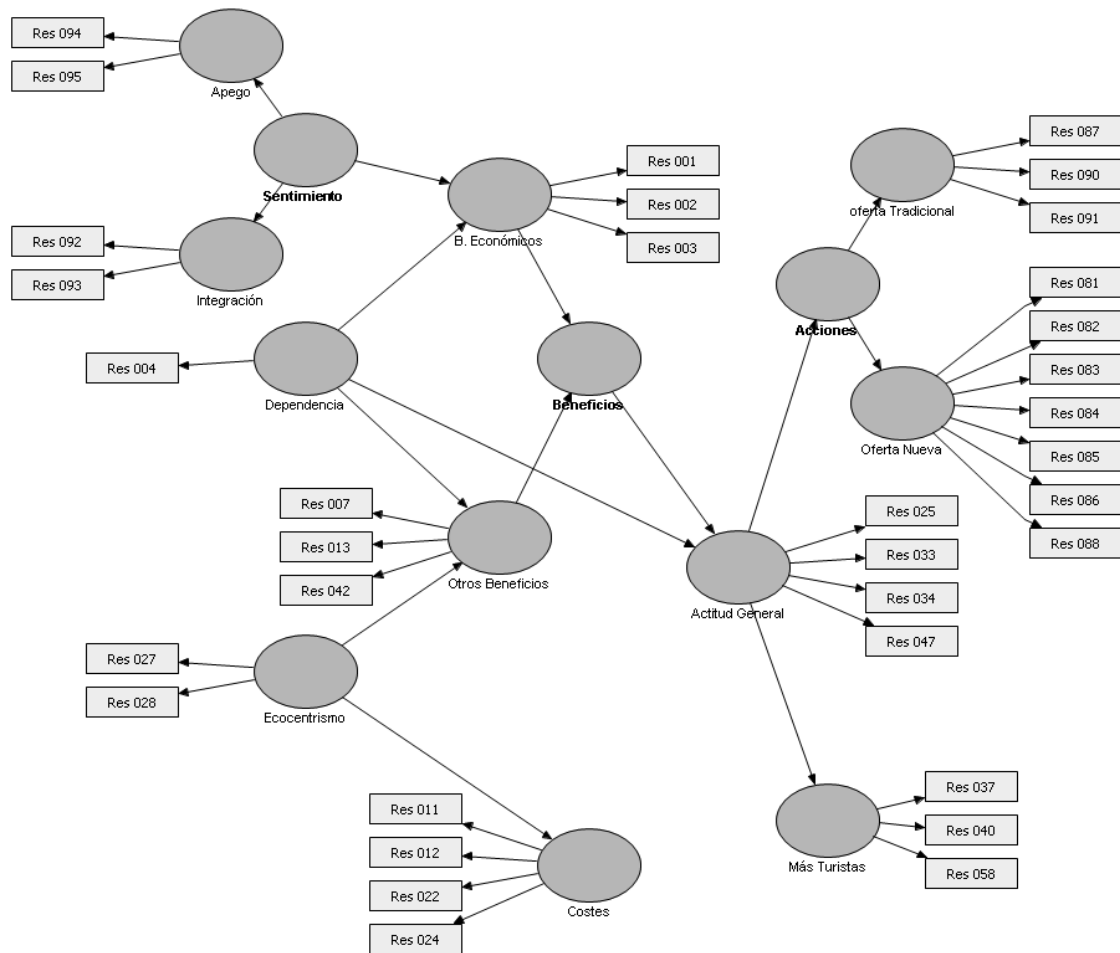 Res 094
Res 095
Apego
Sentimiento
Res 092
Res 093
Integración
Res 001
Res 002
Res 003
B. Económicos
Res 004
Dependencia
Beneficios
Res 007
Res 013
Res 042
Otros Beneficios
Res 027
Res 028
Ecocentrismo
Res 011
Res 012
Res 022
Res 024
Costes
Res 087
Res 090
Res 091
oferta Tradicional
Acciones
Res 081
Res 082
Res 083
Res 084
Res 085
Res 086
Res 088
Oferta Nueva
Res 025
Res 033
Res 034
Res 047
Actitud General
Res 037
Res 040
Res 058
Más Turistas